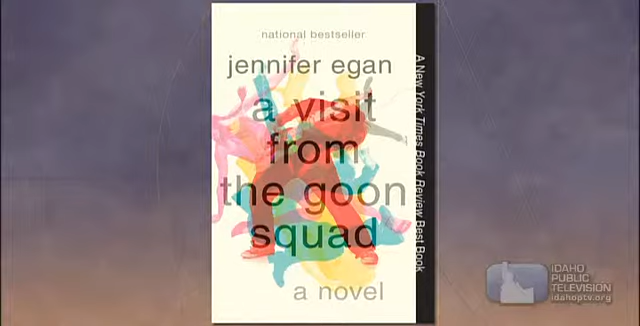 national bestseller
jennifer egan
a visit
from
the goon
squad
a novel
A New York Times Book Review Best Book
IDAHO
PUBLIC
TELEVISION
idahoptv.org